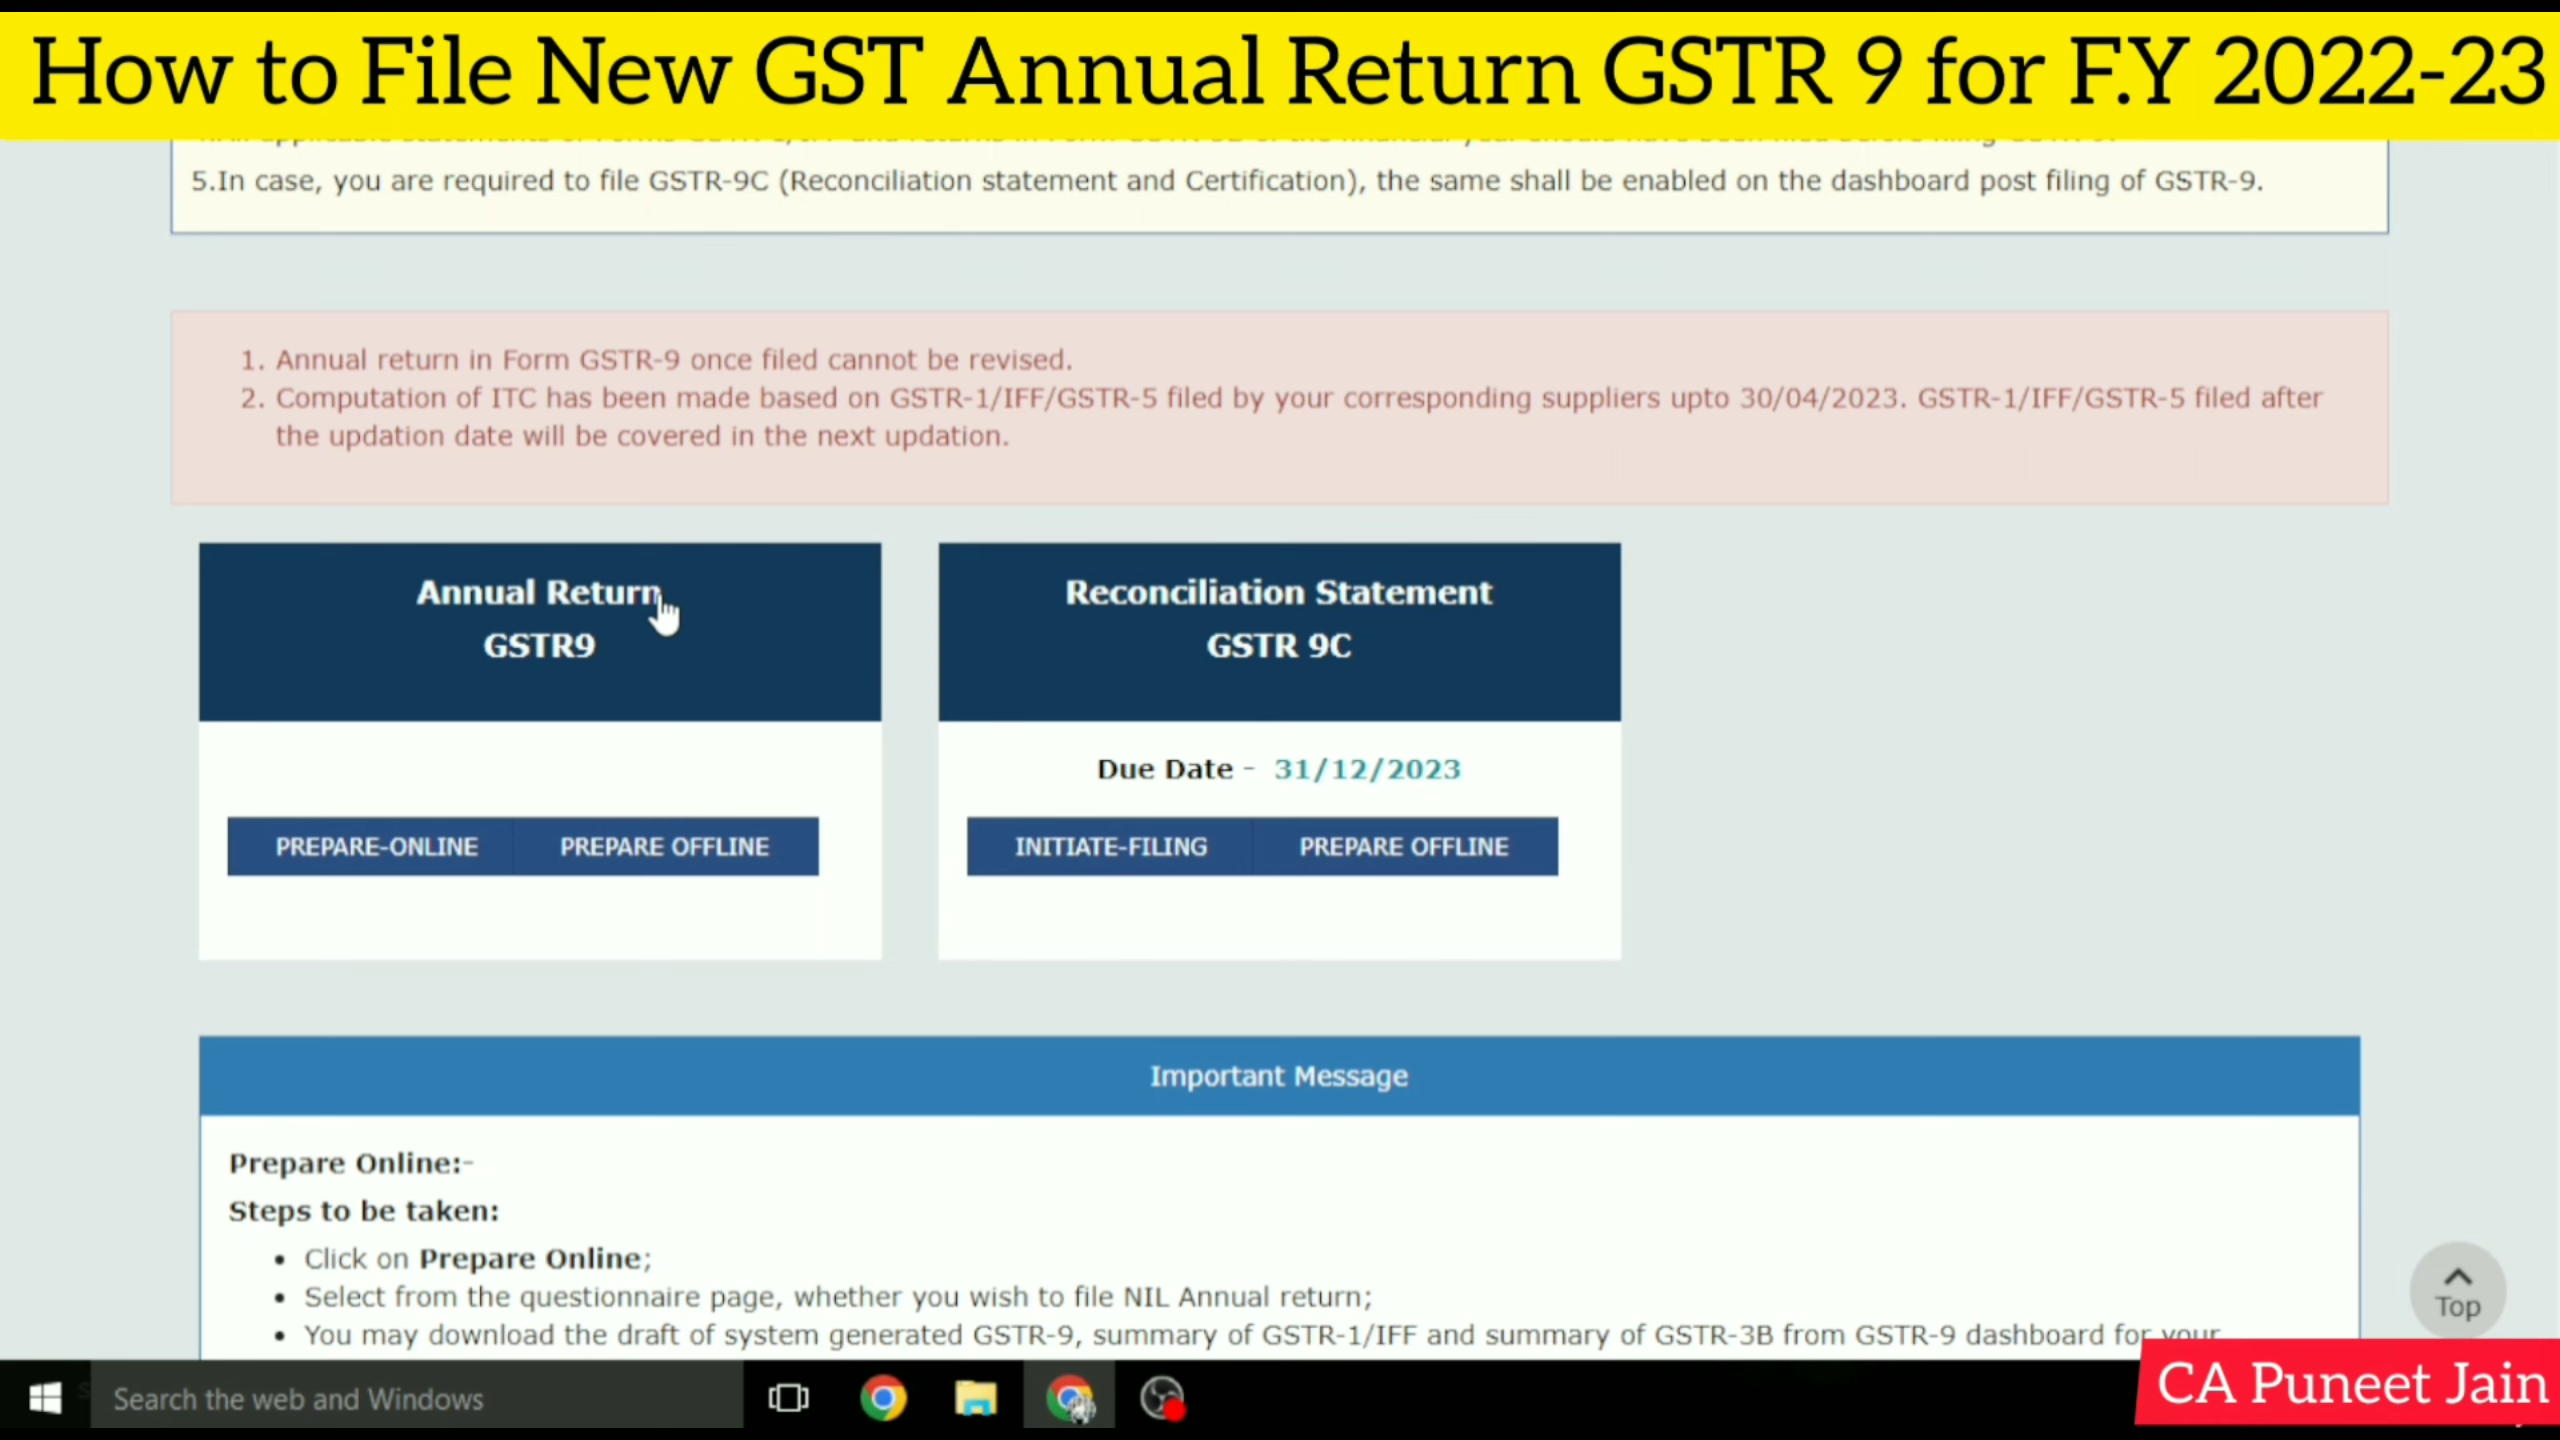 How to File New GST Annual Return GSTR 9 for F.Y 2022-23
5.In case, you are required to file GSTR-9C (Reconciliation statement and Certification), the same shall be enabled on the dashboard post filing of GSTR-9.
1. Annual return in Form GSTR-9 once filed cannot be revised.
2. Computation of ITC has been made based on GSTR-1/IFF/GSTR-5 filed by your corresponding suppliers upto 30/04/2023. GSTR-1/IFF/GSTR-5 filed after
the updation date will be covered in the next updation.
Annual Return
GSTR9
PREPARE-ONLINE PREPARE OFFLINE
Reconciliation Statement
GSTR 9C
Due Date - 31/12/2023
INITIATE-FILING PREPARE OFFLINE
Important Message
Prepare Online:-
Steps to be taken:
• Click on Prepare Online;
• Select from the questionnaire page, whether you wish to file NIL Annual return;
• You may download the draft of system generated GSTR-9, summary of GSTR-1/IFF and summary of GSTR-3B from GSTR-9 dashboard for your
Top
Search the web and Windows
CA Puneet Jain